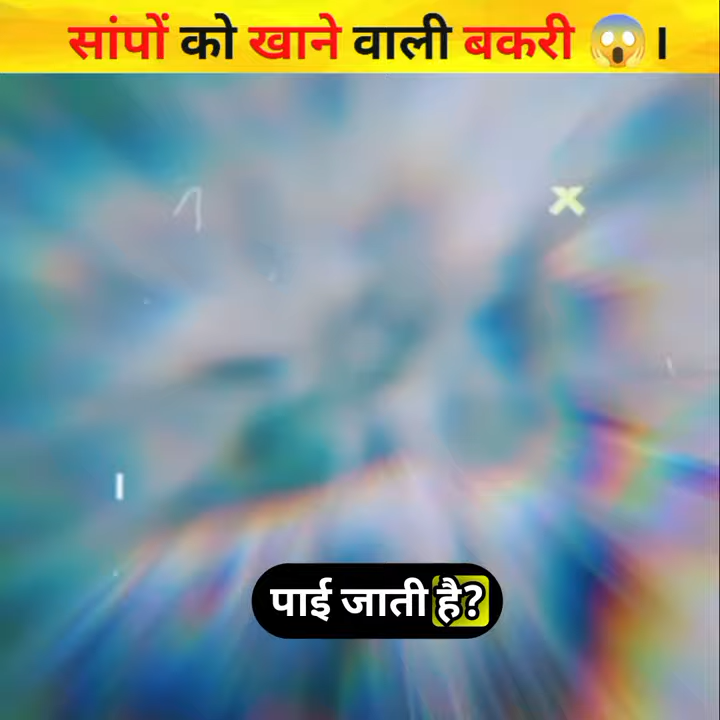 सांपों को खाने वाली बकरी 😱।
पाई जाती है?